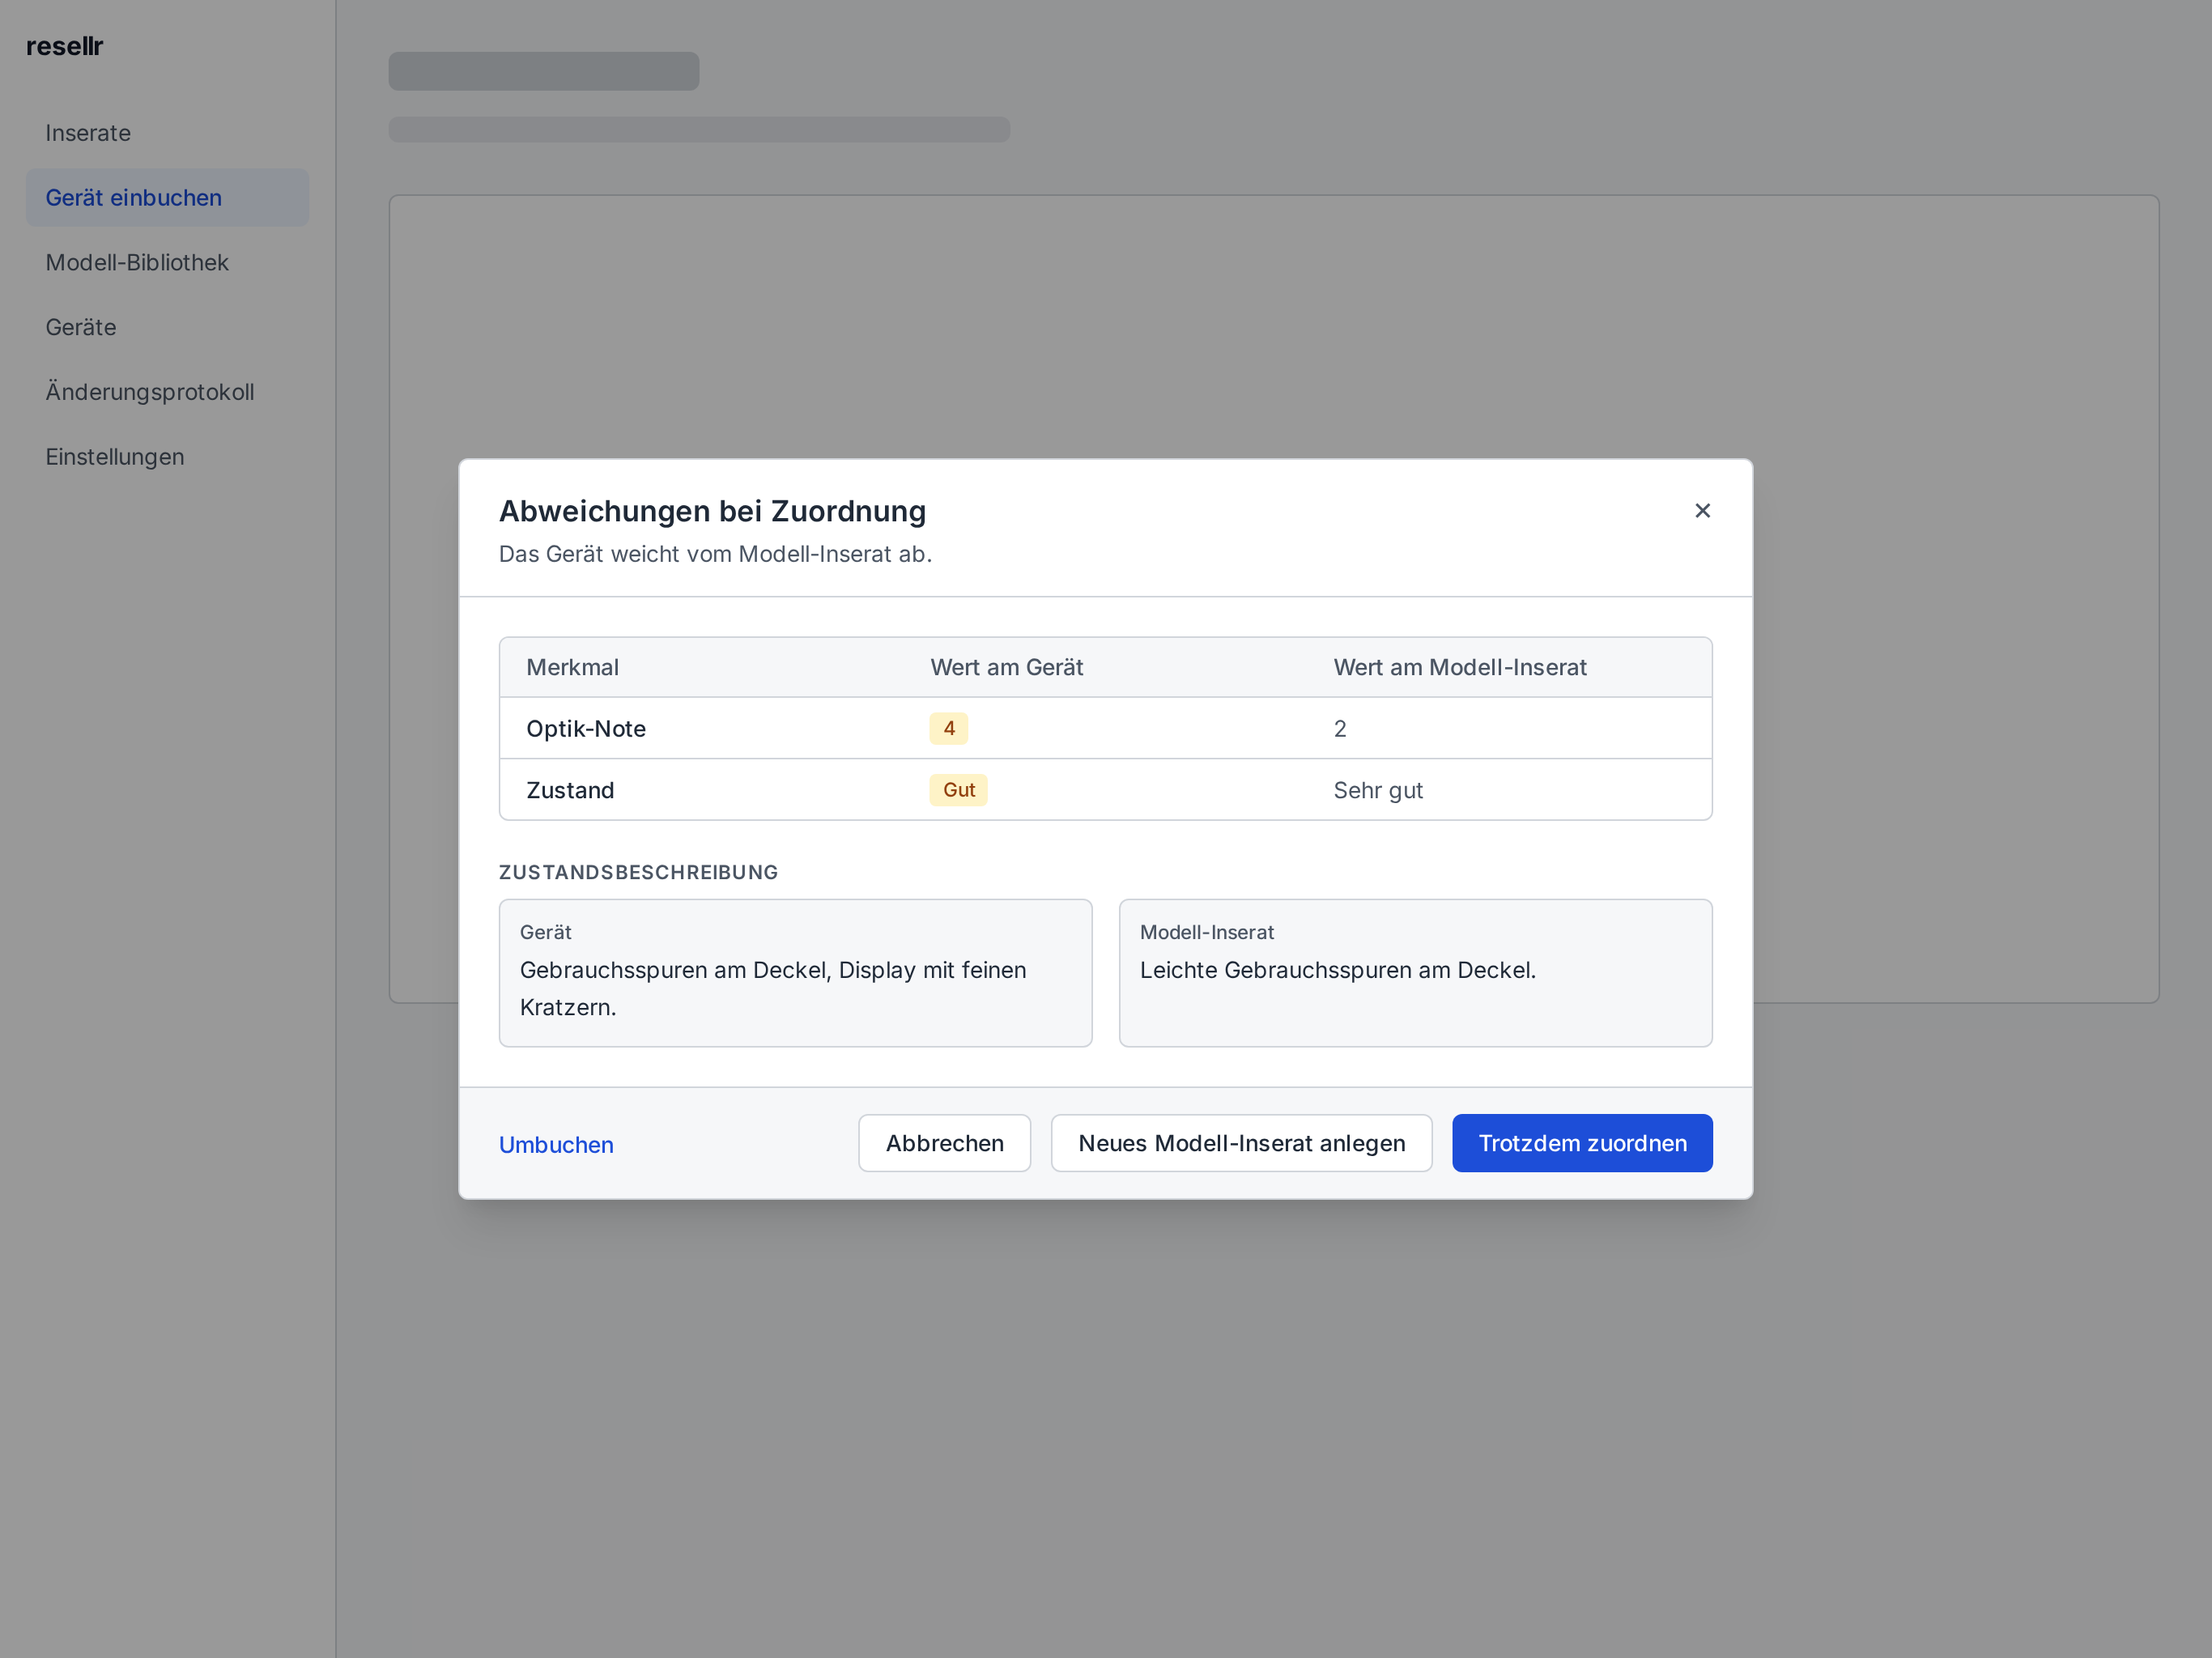 resellr
Inserate
Gerät einbuchen
Modell-Bibliothek
Geräte
Änderungsprotokoll
Einstellungen
Abweichungen bei Zuordnung
✕
Das Gerät weicht vom Modell-Inserat ab.
Merkmal Wert am Gerät Wert am Modell-Inserat
Optik-Note 4 2
Zustand Gut Sehr gut
ZUSTANDSBESCHREIBUNG
Gerät
Gebrauchsspuren am Deckel, Display mit feinen
Kratzern.
Modell-Inserat
Leichte Gebrauchsspuren am Deckel.
Umbuchen Abbrechen Neues Modell-Inserat anlegen Trotzdem zuordnen